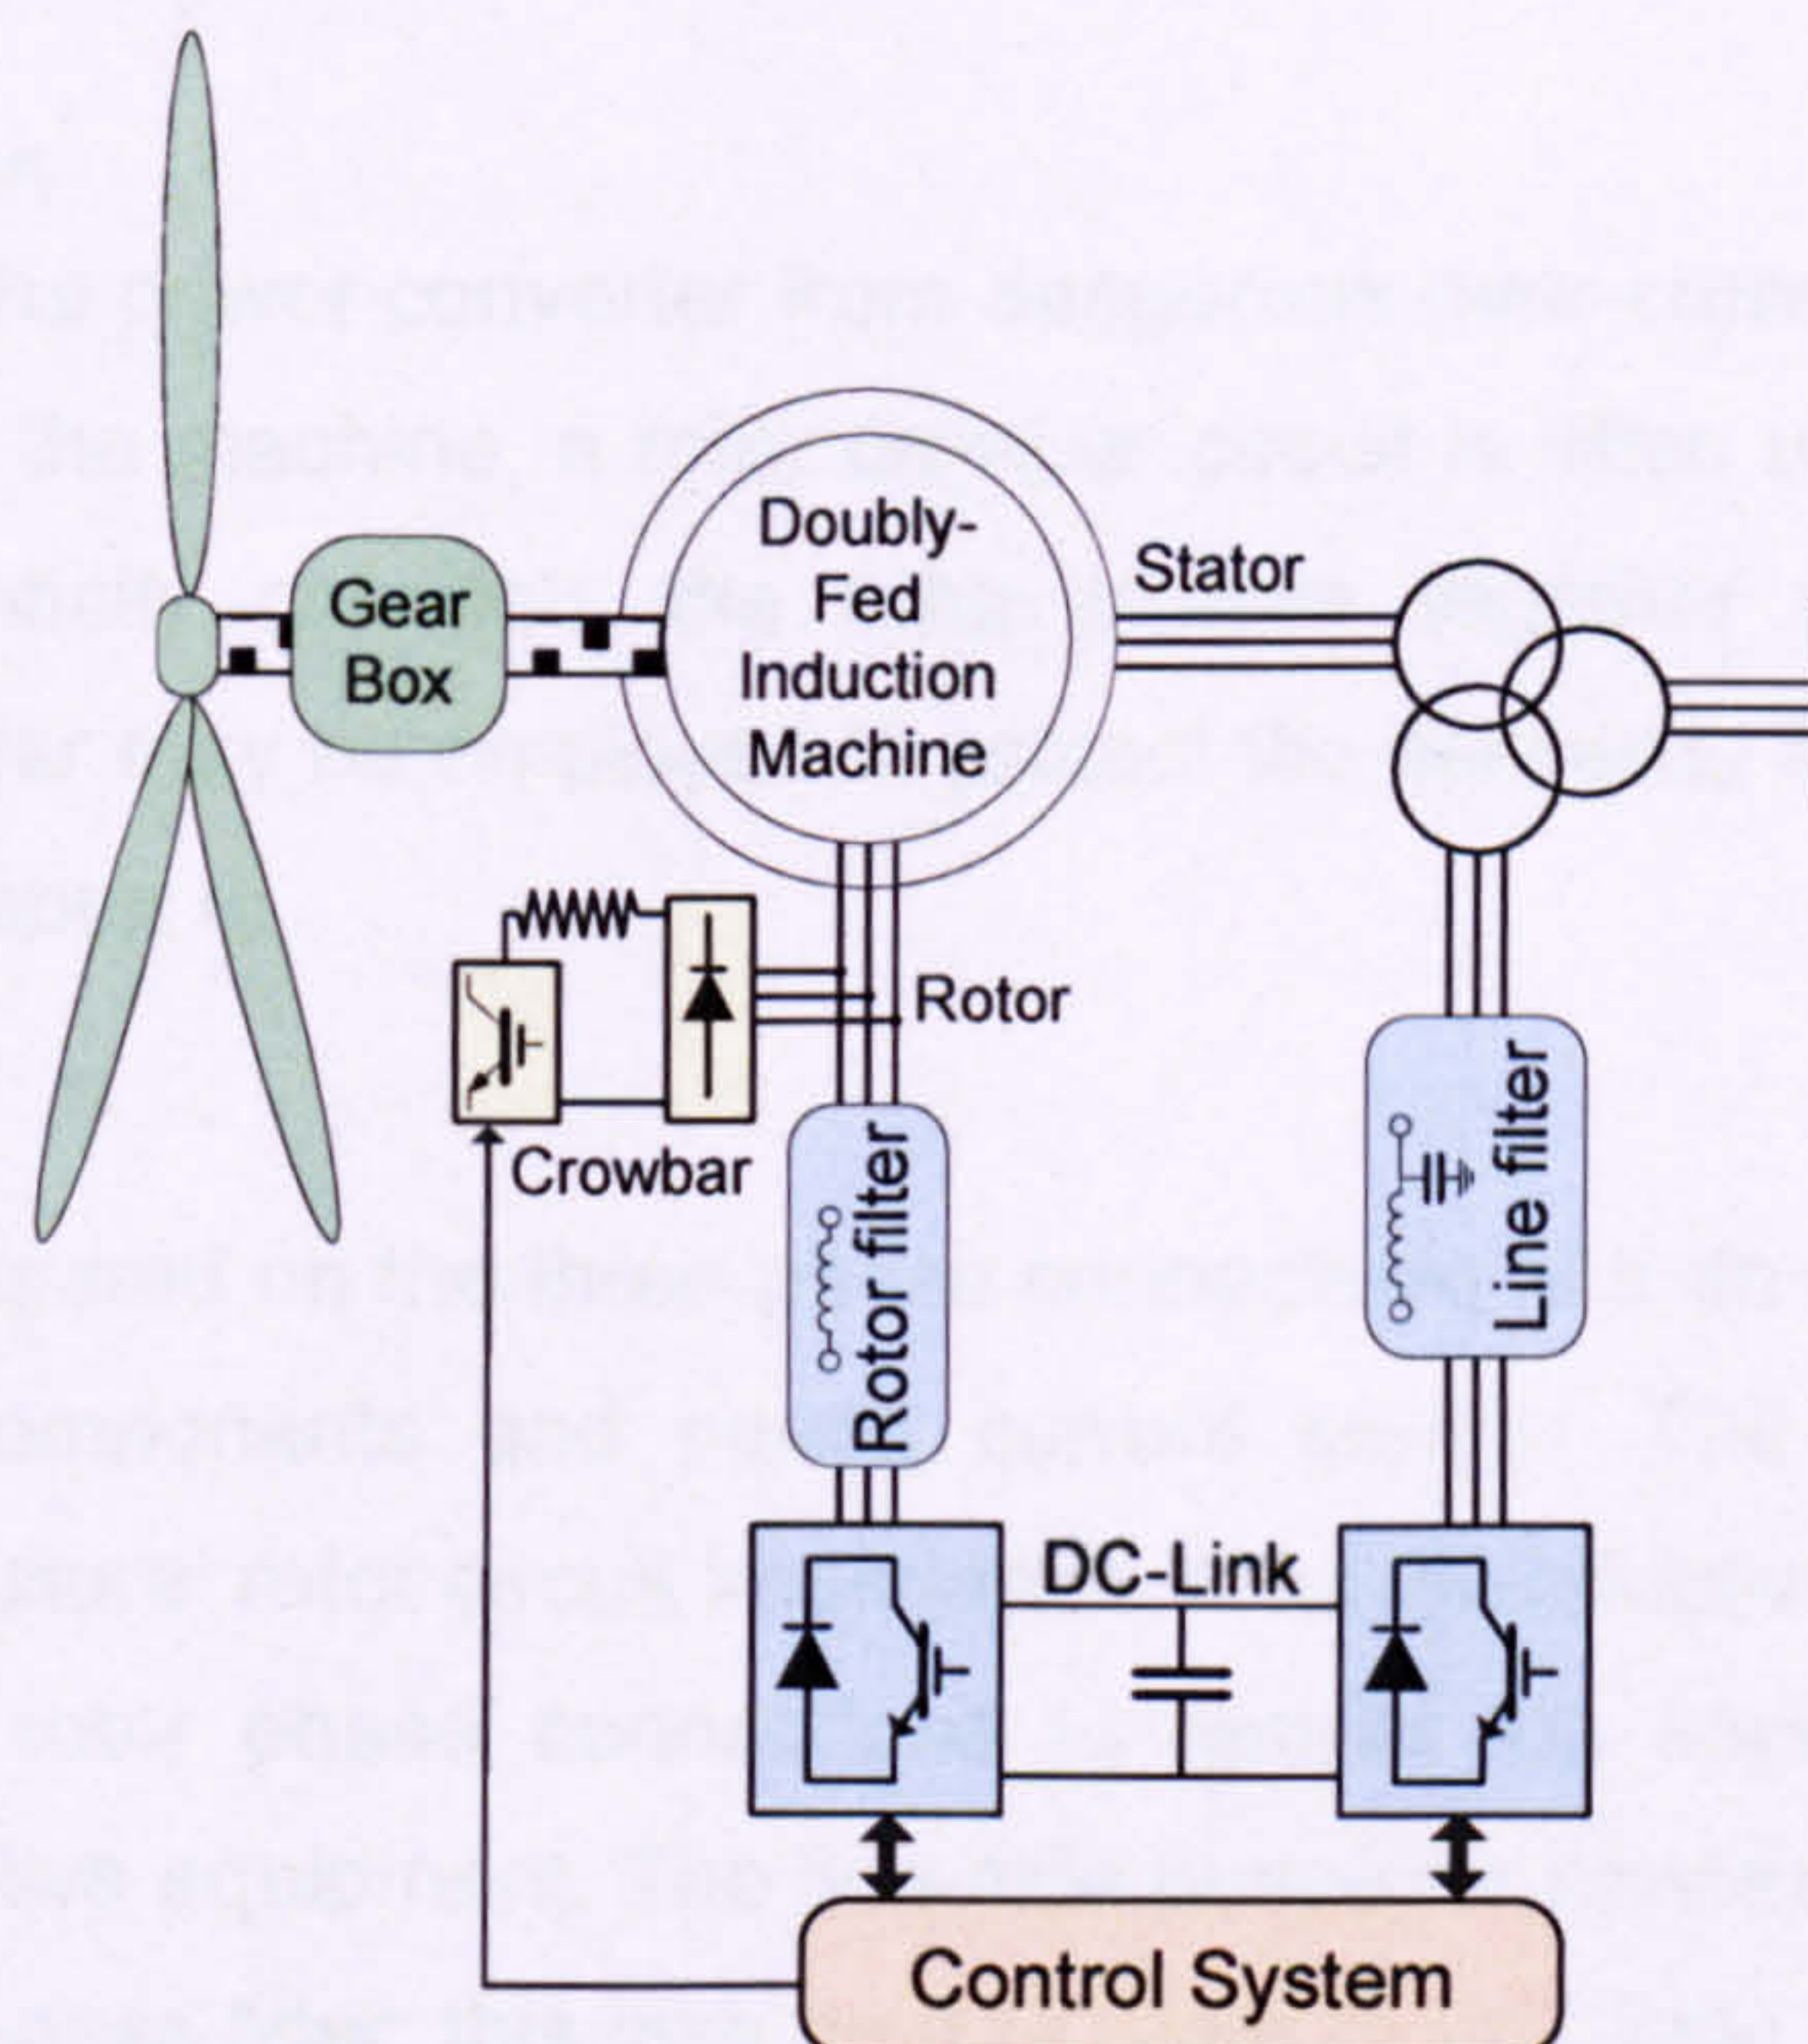 Gear
Box
Doubly-
Fed
Induction
Machine
Stator
Rotor
Crowbar
Rotor filter
Line filter
DC-Link
Control System